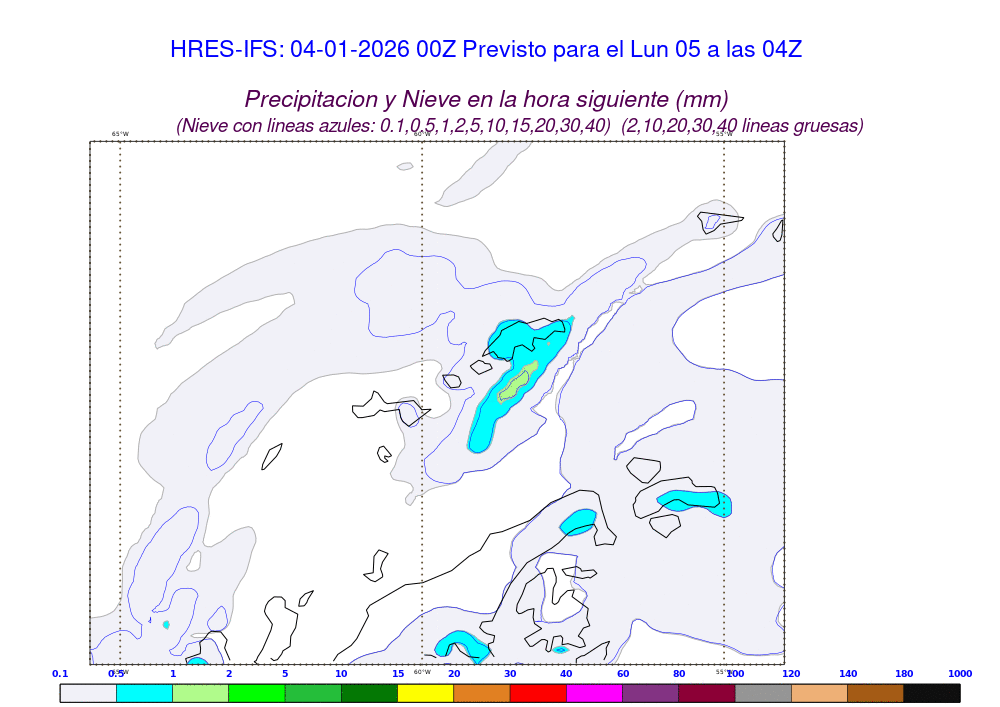 HRES-IFS: 04-01-2026 00Z Previsto para el Lun 05 a las 04Z
Precipitacion y Nieve en la hora siguiente (mm)
(Nieve con lineas azules: 0.1,0.5,1,2,5,10,15,20,30,40)  (2,10,20,30,40 lineas gruesas)
65°W 60°W 55°W
0.1 0.5 1 2 5 10 15 20 30 40 60 80 100 120 140 180 1000
65°W 60°W 55°W